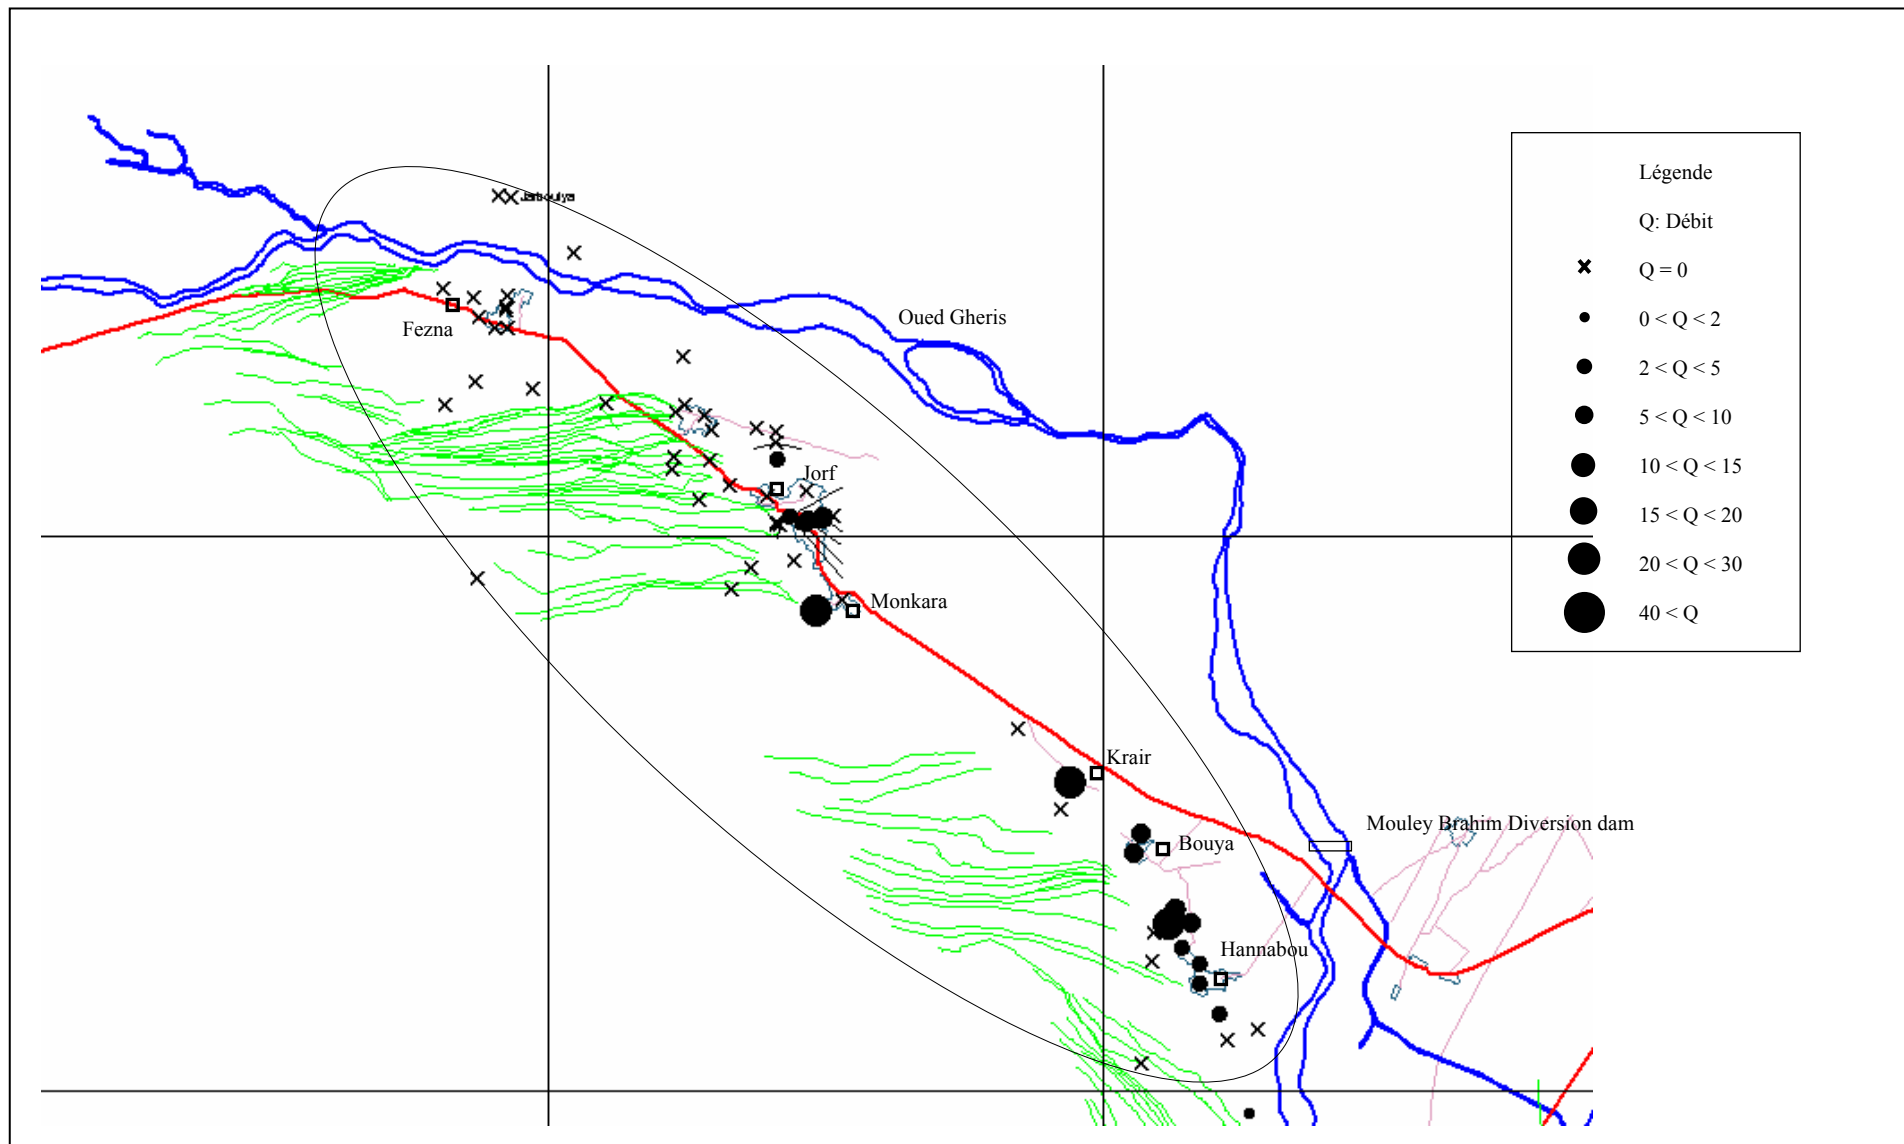 Légende
Q: Débit
Q = 0
0 < Q < 2
2 < Q < 5
5 < Q < 10
10 < Q < 15
15 < Q < 20
20 < Q < 30
40 < Q
Oued Gheris
Fezna
Jorf
Monkara
Krair
Mouley Brahim Diversion dam
Bouya
Hannabou